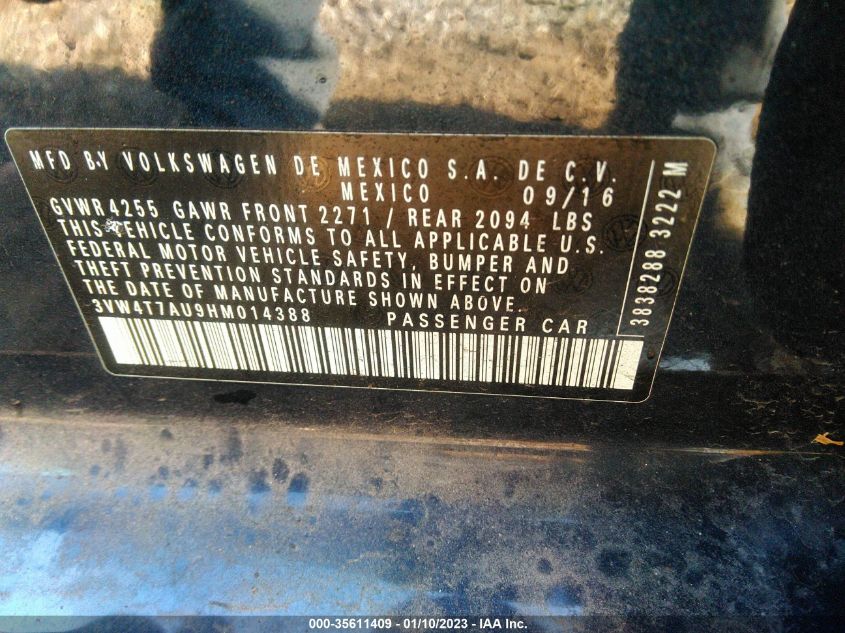 MFD BY VOLKSWAGEN DE MEXICO S.A. DE C.V.
MEXICO 09/16
GVWR 4255 GAWR FRONT 2271 / REAR 2094 LBS
THIS VEHICLE CONFORMS TO ALL APPLICABLE U.S.
FEDERAL MOTOR VEHICLE SAFETY, BUMPER AND
THEFT PREVENTION STANDARDS IN EFFECT ON
THE DATE OF MANUFACTURE SHOWN ABOVE.
3VW4T7AU9HM014388 PASSENGER CAR
3838288 3222 M
000-35611409 - 01/10/2023 - IAA Inc.